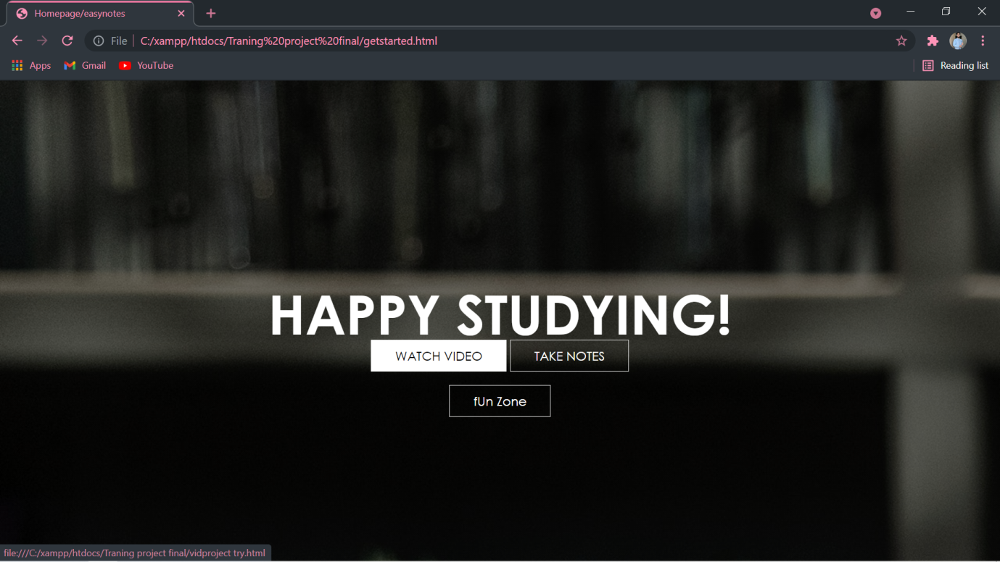 Homepage/easynotes
File C:/xampp/htdocs/Traning%20project%20final/getstarted.html
Apps Gmail YouTube Reading list
HAPPY STUDYING!
WATCH VIDEO TAKE NOTES
fUn Zone
file:///C:/xampp/htdocs/Traning project final/vidproject try.html